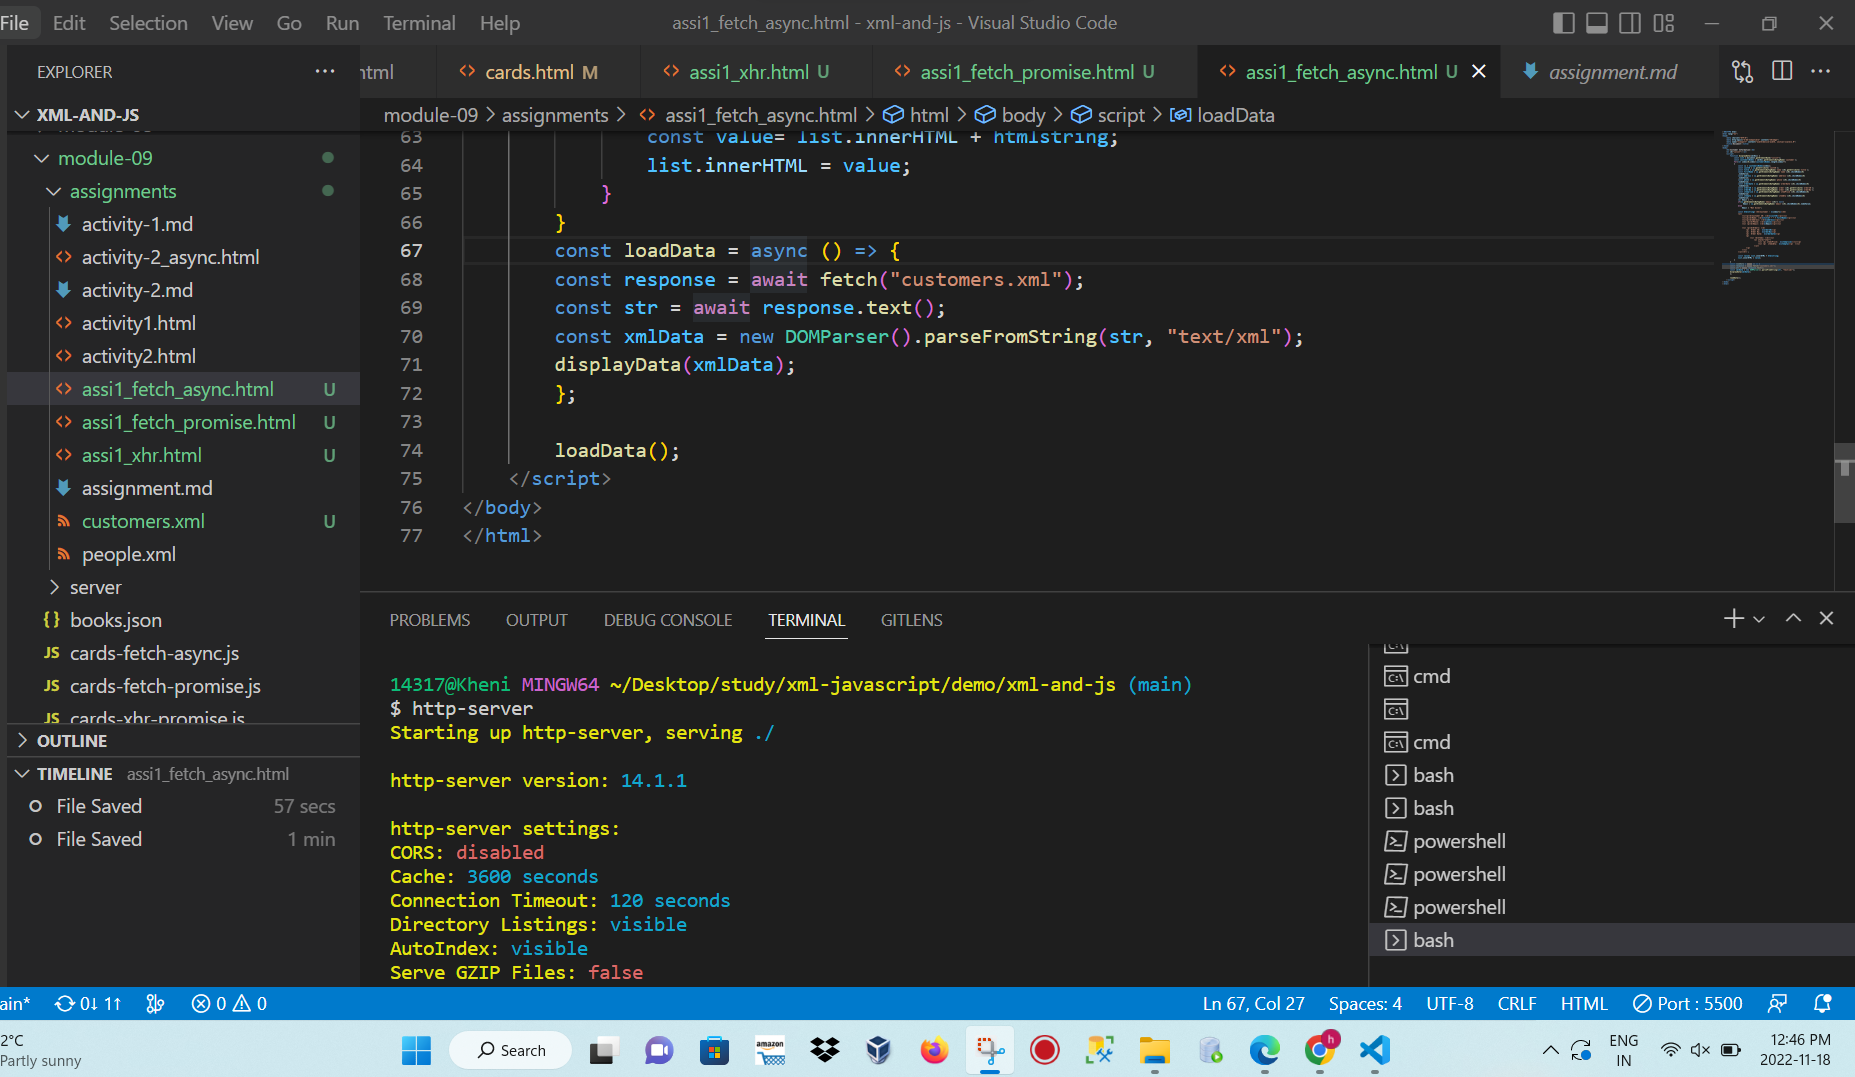 File Edit Selection View Go Run Terminal Help assi1_fetch_async.html - xml-and-js - Visual Studio Code
EXPLORER
XML-AND-JS
module-09
assignments
activity-1.md
activity-2_async.html
activity-2.md
activity1.html
activity2.html
assi1_fetch_async.html U
assi1_fetch_promise.html U
assi1_xhr.html U
assignment.md
customers.xml U
people.xml
server
books.json
JS cards-fetch-async.js
JS cards-fetch-promise.js
JS cards-xhr-promise.js
OUTLINE
TIMELINE assi1_fetch_async.html
File Saved 57 secs
File Saved 1 min
html cards.html M assi1_xhr.html U assi1_fetch_promise.html U assi1_fetch_async.html U assignment.md
module-09 > assignments > assi1_fetch_async.html > html > body > script > loadData
63 const value= list.innerHTML + htmlstring;
64 list.innerHTML = value;
65 }
66 }
67 const loadData = async () => {
68 const response = await fetch("customers.xml");
69 const str = await response.text();
70 const xmlData = new DOMParser().parseFromString(str, "text/xml");
71 displayData(xmlData);
72 };
73
74 loadData();
75 </script>
76 </body>
77 </html>
PROBLEMS OUTPUT DEBUG CONSOLE TERMINAL GITLENS
14317@Kheni MINGW64 ~/Desktop/study/xml-javascript/demo/xml-and-js (main)
$ http-server
Starting up http-server, serving ./
http-server version: 14.1.1
http-server settings:
CORS: disabled
Cache: 3600 seconds
Connection Timeout: 120 seconds
Directory Listings: visible
AutoIndex: visible
Serve GZIP Files: false
cmd
cmd
bash
bash
powershell
powershell
powershell
bash
ain* 0↓ 1↑ 0 0 Ln 67, Col 27 Spaces: 4 UTF-8 CRLF HTML Port : 5500
2°C
Partly sunny
Search
amazon
h
ENG
IN
12:46 PM
2022-11-18